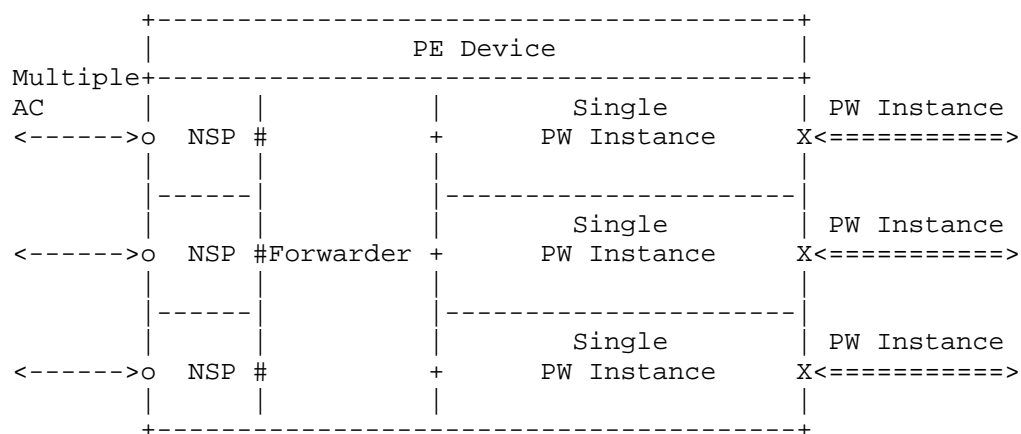 PE Device
Multiple
AC Single PW Instance
<------>o NSP # + PW Instance X<===========>
Single PW Instance
<------>o NSP #Forwarder + PW Instance X<===========>
Single PW Instance
<------>o NSP # + PW Instance X<===========>